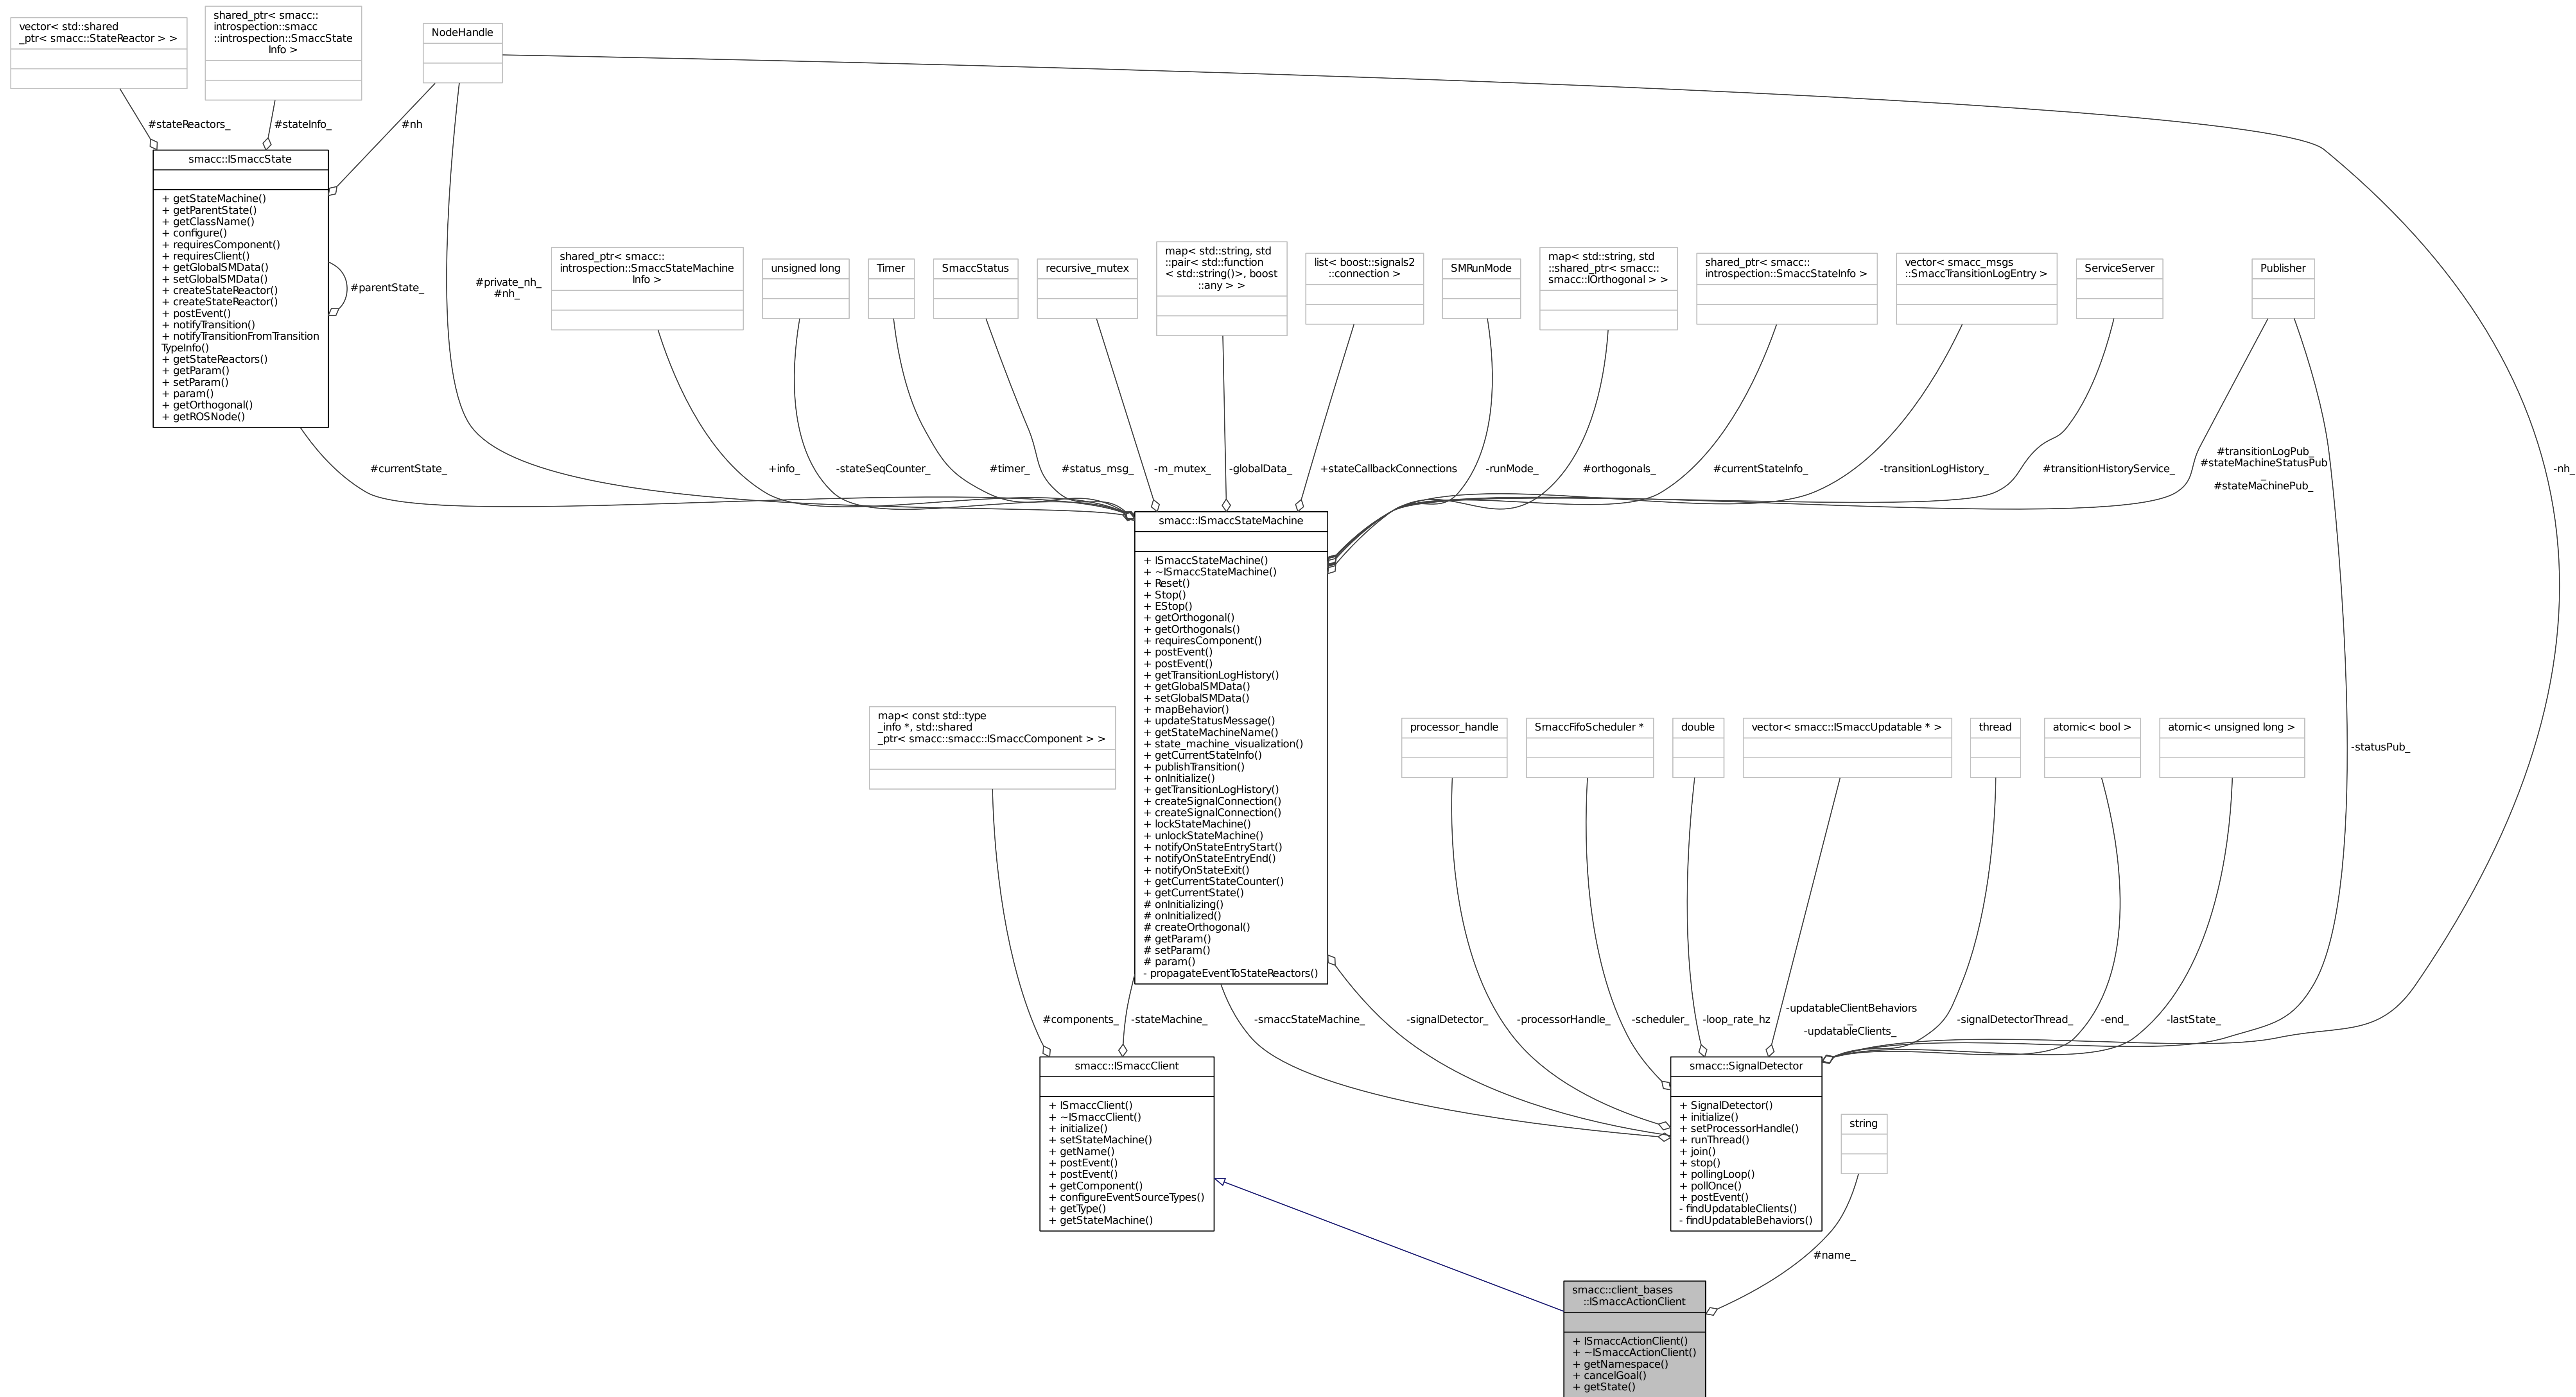 vector< std::shared
_ptr< smacc::StateReactor > >
shared_ptr< smacc::
introspection::smacc
::introspection::SmaccState
Info >
NodeHandle
#stateReactors_
#stateInfo_
#nh
smacc::ISmaccState
+ getStateMachine()
+ getParentState()
+ getClassName()
+ configure()
+ requiresComponent()
+ requiresClient()
+ getGlobalSMData()
+ setGlobalSMData()
+ createStateReactor()
+ createStateReactor()
+ postEvent()
+ notifyTransition()
+ notifyTransitionFromTransition
TypeInfo()
+ getStateReactors()
+ getParam()
+ setParam()
+ param()
+ getOrthogonal()
+ getROSNode()
#parentState_
#private_nh_
#nh_
shared_ptr< smacc::
introspection::SmaccStateMachine
Info >
unsigned long
Timer
SmaccStatus
recursive_mutex
map< std::string, std
::pair< std::function
< std::string()>, boost
::any > >
list< boost::signals2
::connection >
SMRunMode
map< std::string, std
::shared_ptr< smacc::
smacc::IOrthogonal > >
shared_ptr< smacc::
introspection::SmaccStateInfo >
vector< smacc_msgs
::SmaccTransitionLogEntry >
ServiceServer
Publisher
#currentState_
+info_
-stateSeqCounter_
#timer_
#status_msg_
-m_mutex_
-globalData_
+stateCallbackConnections
-runMode_
#orthogonals_
#currentStateInfo_
-transitionLogHistory_
#transitionHistoryService_
#transitionLogPub_
#stateMachineStatusPub
_
#stateMachinePub_
-nh_
smacc::ISmaccStateMachine
+ ISmaccStateMachine()
+ ~ISmaccStateMachine()
+ Reset()
+ Stop()
+ EStop()
+ getOrthogonal()
+ getOrthogonals()
+ requiresComponent()
+ postEvent()
+ postEvent()
+ getTransitionLogHistory()
+ getGlobalSMData()
+ setGlobalSMData()
+ mapBehavior()
+ updateStatusMessage()
+ getStateMachineName()
+ state_machine_visualization()
+ getCurrentStateInfo()
+ publishTransition()
+ onInitialize()
+ getTransitionLogHistory()
+ createSignalConnection()
+ createSignalConnection()
+ lockStateMachine()
+ unlockStateMachine()
+ notifyOnStateEntryStart()
+ notifyOnStateEntryEnd()
+ notifyOnStateExit()
+ getCurrentStateCounter()
+ getCurrentState()
# onInitializing()
# onInitialized()
# createOrthogonal()
# getParam()
# setParam()
# param()
- propagateEventToStateReactors()
map< const std::type
_info *, std::shared
_ptr< smacc::smacc::ISmaccComponent > >
processor_handle
SmaccFifoScheduler *
double
vector< smacc::ISmaccUpdatable * >
thread
atomic< bool >
atomic< unsigned long >
-statusPub_
#components_
-stateMachine_
-smaccStateMachine_
-signalDetector_
-processorHandle_
-scheduler_
-loop_rate_hz
-updatableClientBehaviors
_
-updatableClients_
-signalDetectorThread_
-end_
-lastState_
smacc::ISmaccClient
+ ISmaccClient()
+ ~ISmaccClient()
+ initialize()
+ setStateMachine()
+ getName()
+ postEvent()
+ postEvent()
+ getComponent()
+ configureEventSourceTypes()
+ getType()
+ getStateMachine()
smacc::SignalDetector
+ SignalDetector()
+ initialize()
+ setProcessorHandle()
+ runThread()
+ join()
+ stop()
+ pollingLoop()
+ pollOnce()
+ postEvent()
- findUpdatableClients()
- findUpdatableBehaviors()
string
#name_
smacc::client_bases
::ISmaccActionClient
+ ISmaccActionClient()
+ ~ISmaccActionClient()
+ getNamespace()
+ cancelGoal()
+ getState()